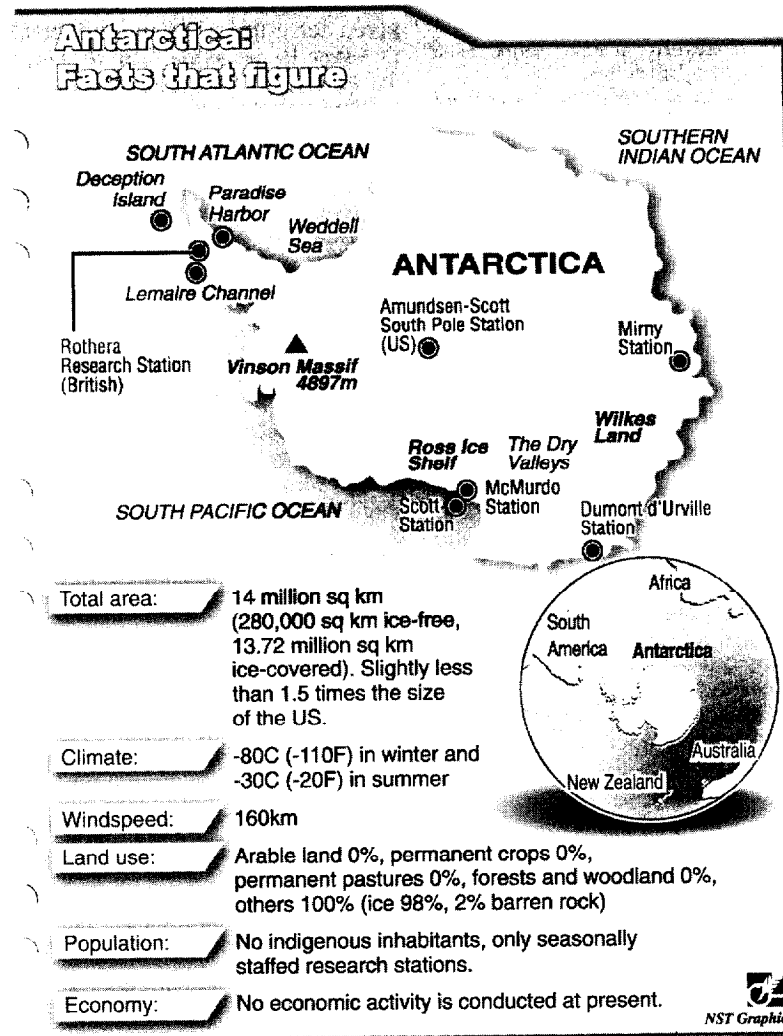 Antarctica:
Facts that figure
SOUTH ATLANTIC OCEAN
SOUTHERN
INDIAN OCEAN
Deception
Island
Paradise
Harbor
Weddell
Sea
ANTARCTICA
Lemaire Channel
Amundsen-Scott
South Pole Station
(US)
Mirny
Station
Rothera
Research Station
(British)
Vinson Massif
4897m
Wilkes
Land
Ross Ice
Shelf
The Dry
Valleys
SOUTH PACIFIC OCEAN
Scott
Station
McMurdo
Station
Dumont d'Urville
Station
Total area:
14 million sq km
(280,000 sq km ice-free,
13.72 million sq km
ice-covered). Slightly less
than 1.5 times the size
of the US.
Africa
South
America
Antarctica
Australia
New Zealand
Climate:
-80C (-110F) in winter and
-30C (-20F) in summer
Windspeed:
160km
Land use:
Arable land 0%, permanent crops 0%,
permanent pastures 0%, forests and woodland 0%,
others 100% (ice 98%, 2% barren rock)
Population:
No indigenous inhabitants, only seasonally
staffed research stations.
Economy:
No economic activity is conducted at present.
NST Graphi